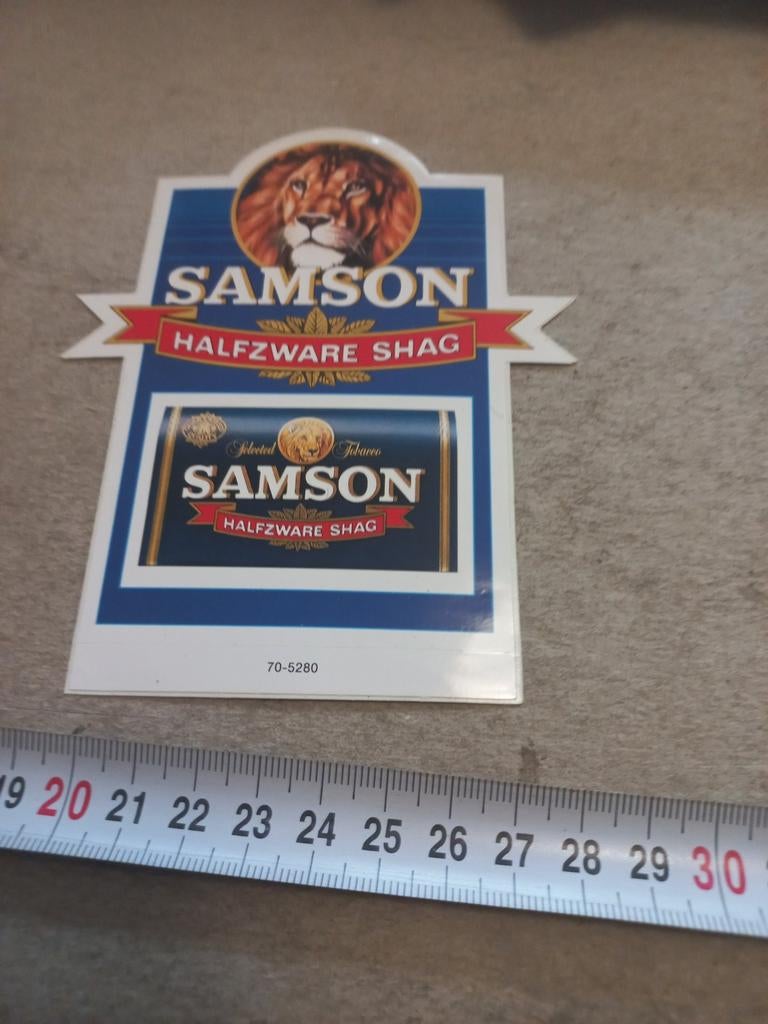 SAMSON
HALFZWARE SHAG
Selected Tobacco
SAMSON
HALFZWARE SHAG
70-5280
19 20 21 22 23 24 25 26 27 28 29 30